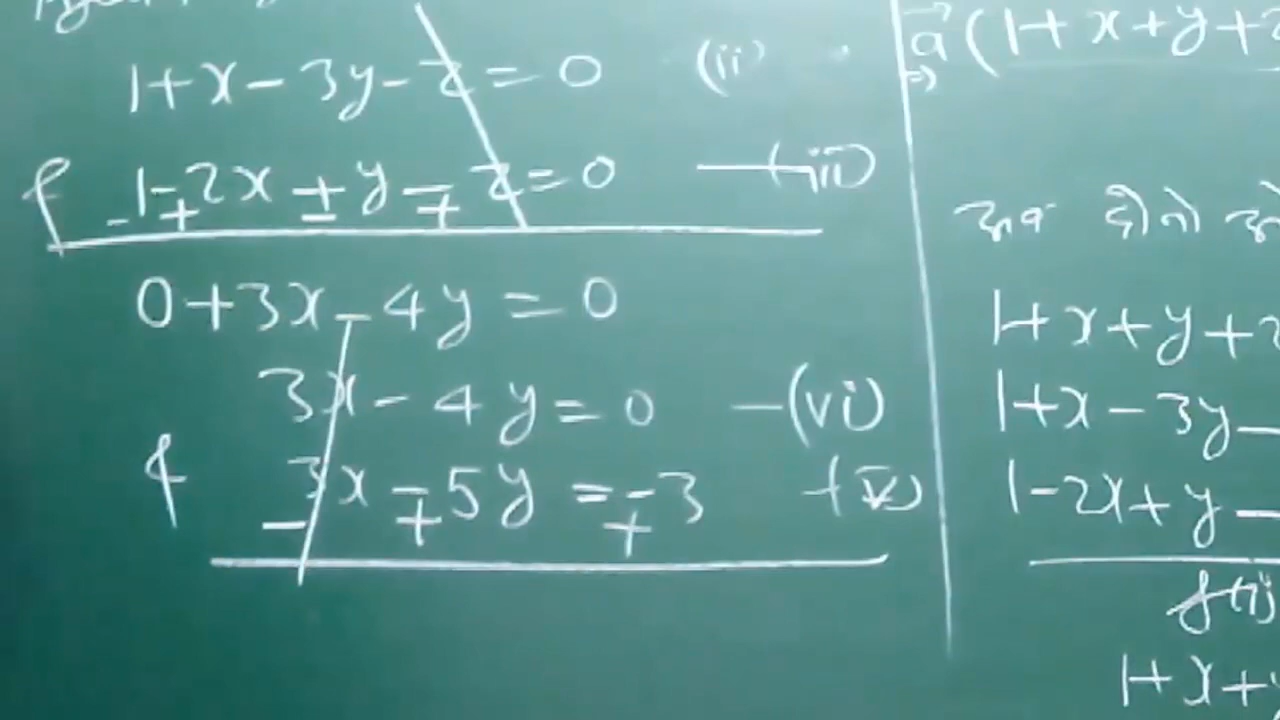 1 + x - 3y - z = 0 (ii)
& 1 - 2x + y - z = 0 — (iii)
- + - +
0 + 3x - 4y = 0
3x - 4y = 0 — (vi)
& 3x - 5y = -3 — (v)
- + +
a⃗ (1 + x + y +
⇒
अब दोनो
1 + x + y +
1 + x - 3y -
1 - 2x + y -
(i)
1 + x +